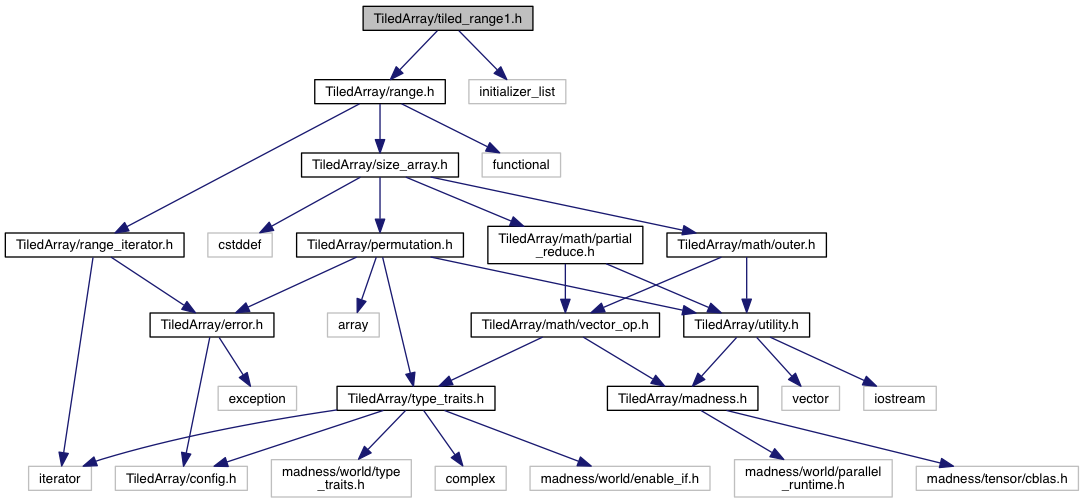 TiledArray/tiled_range1.h
TiledArray/range.h
initializer_list
TiledArray/size_array.h
functional
TiledArray/range_iterator.h
cstddef
TiledArray/permutation.h
TiledArray/math/partial
_reduce.h
TiledArray/math/outer.h
TiledArray/error.h
array
TiledArray/math/vector_op.h
TiledArray/utility.h
exception
TiledArray/type_traits.h
TiledArray/madness.h
vector
iostream
iterator
TiledArray/config.h
madness/world/type
_traits.h
complex
madness/world/enable_if.h
madness/world/parallel
_runtime.h
madness/tensor/cblas.h